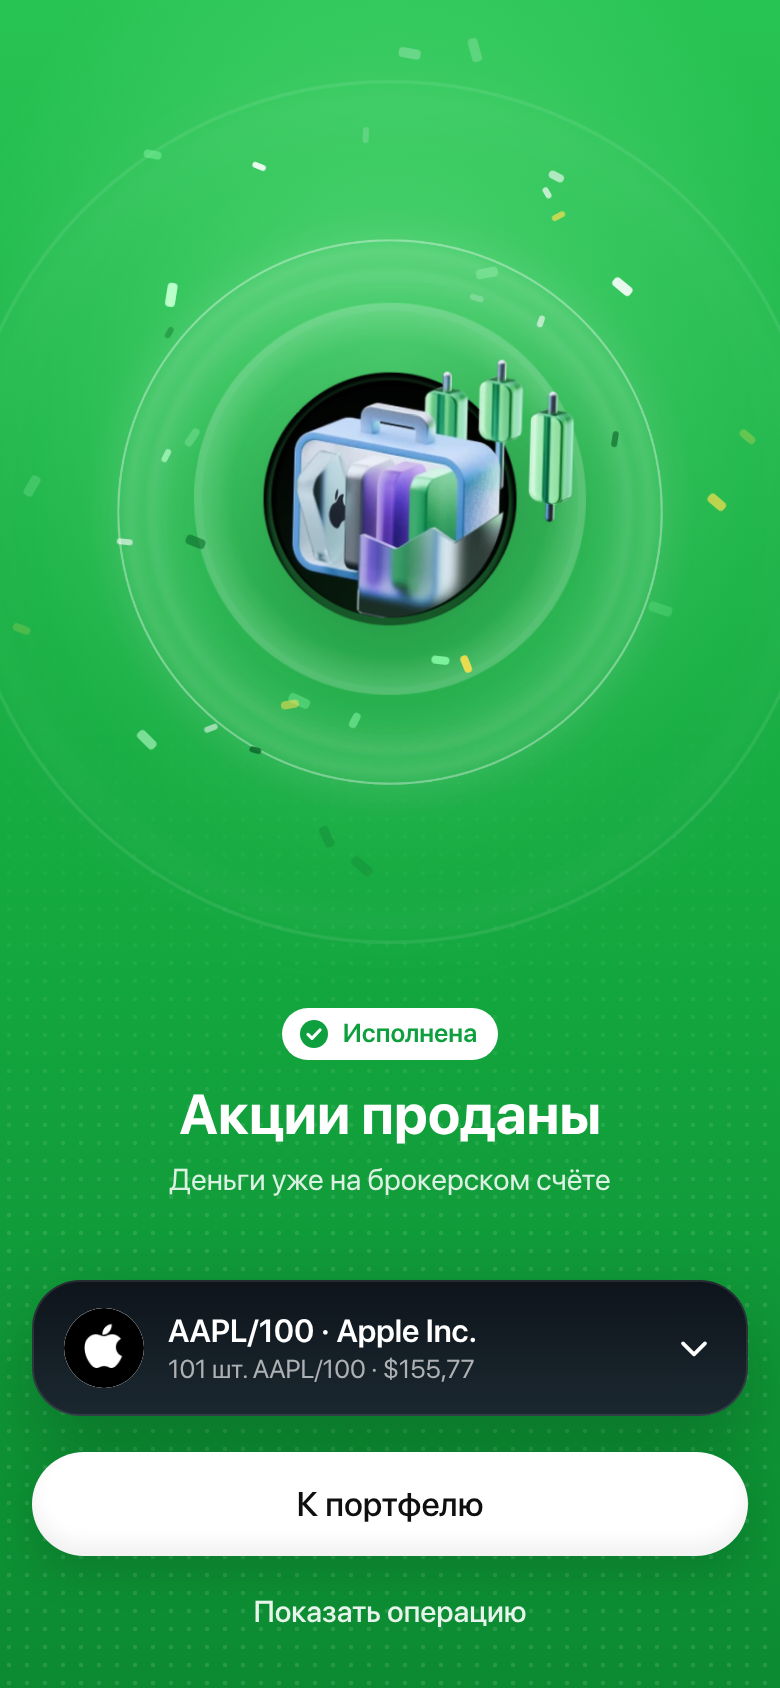 Исполнена
Акции проданы
Деньги уже на брокерском счёте
AAPL/100 · Apple Inc.
101 шт. AAPL/100 · $155,77
К портфелю
Показать операцию